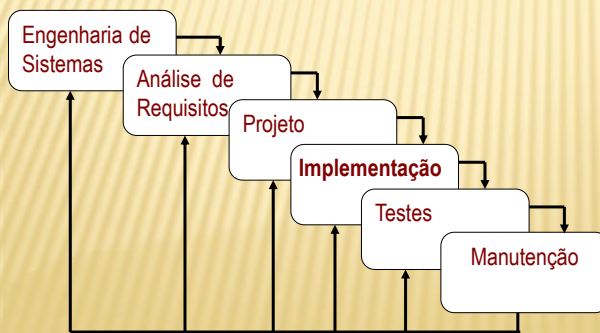 Engenharia de
Sistemas
Análise de
Requisitos
Projeto
Implementação
Testes
Manutenção